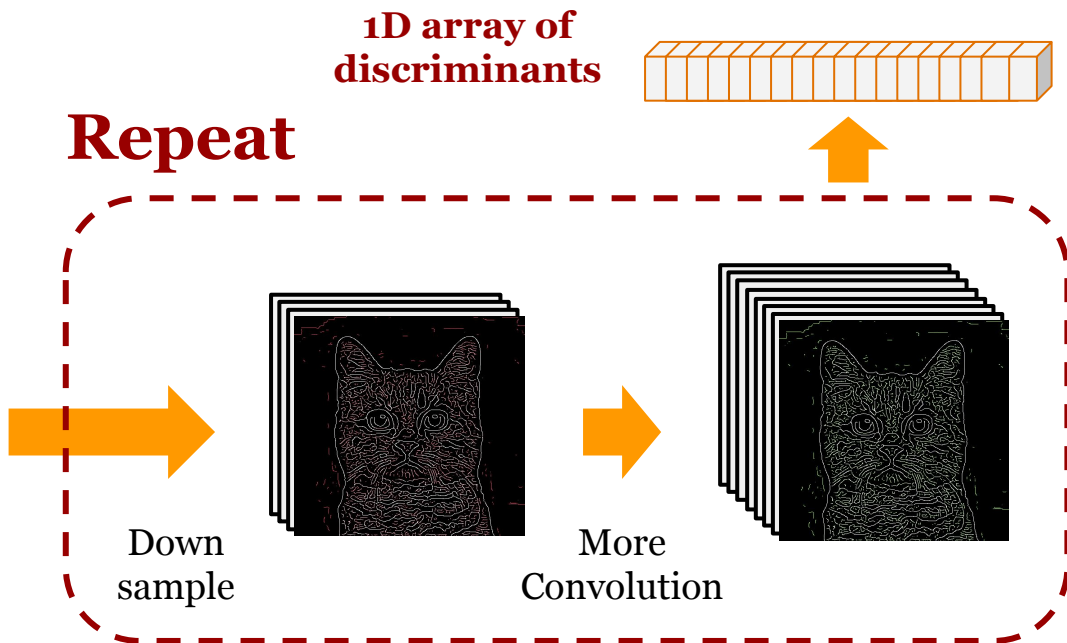 1D array of
discriminants
Repeat
Down
sample
More
Convolution